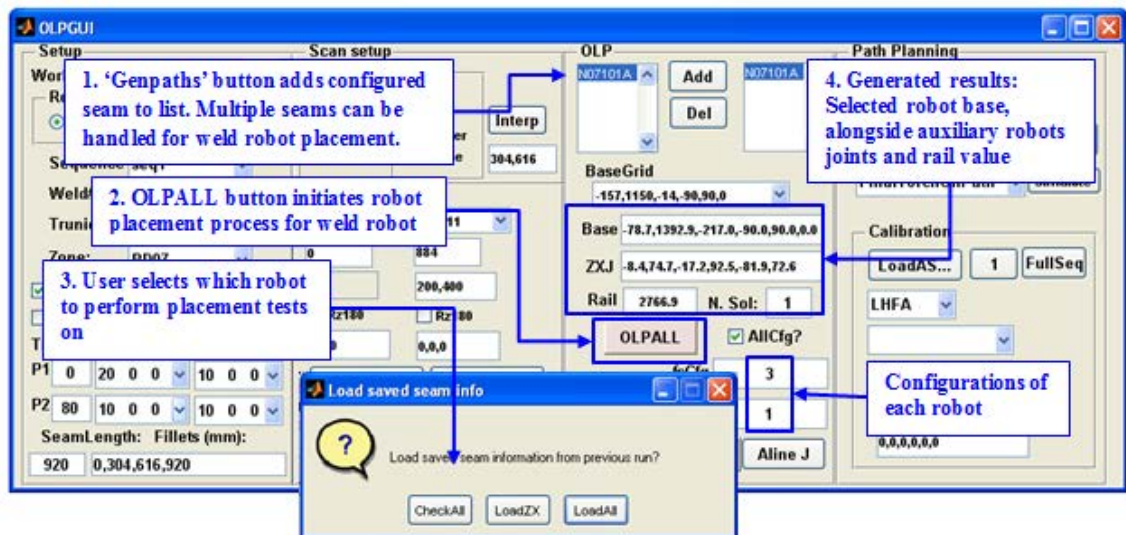 OLPGUI
Setup
Scan setup
OLP
Path Planning
1. ‘Genpaths’ button adds configured
seam to list. Multiple seams can be
handled for weld robot placement.
Interp
304,616
N07101A
Add
Del
N07101A
4. Generated results:
Selected robot base,
alongside auxiliary robots
joints and rail value
2. OLPALL button initiates robot
placement process for weld robot
BaseGrid
-157,1150,-14,-90,90,0
Base -78.7,1392.9,-217.0,-90.0,90.0,0.0
ZXJ -8.4,74.7,-17.2,92.5,-81.9,72.6
Rail 2766.9 N. Sol: 1
OLPALL
AllCfg?
3
1
Calibration
LoadAS... 1 FullSeq
LHFA
884
200,400
Rz180
0,0,0
3. User selects which robot
to perform placement tests
on
P1 0 20 0 0 10 0 0
P2 80 10 0 0 10 0 0
SeamLength: Fillets (mm):
920 0,304,616,920
Configurations of
each robot
0,0,0,0,0,0
Aline J
Load saved seam info
?
Load saved seam information from previous run?
CheckAll LoadZX LoadAll